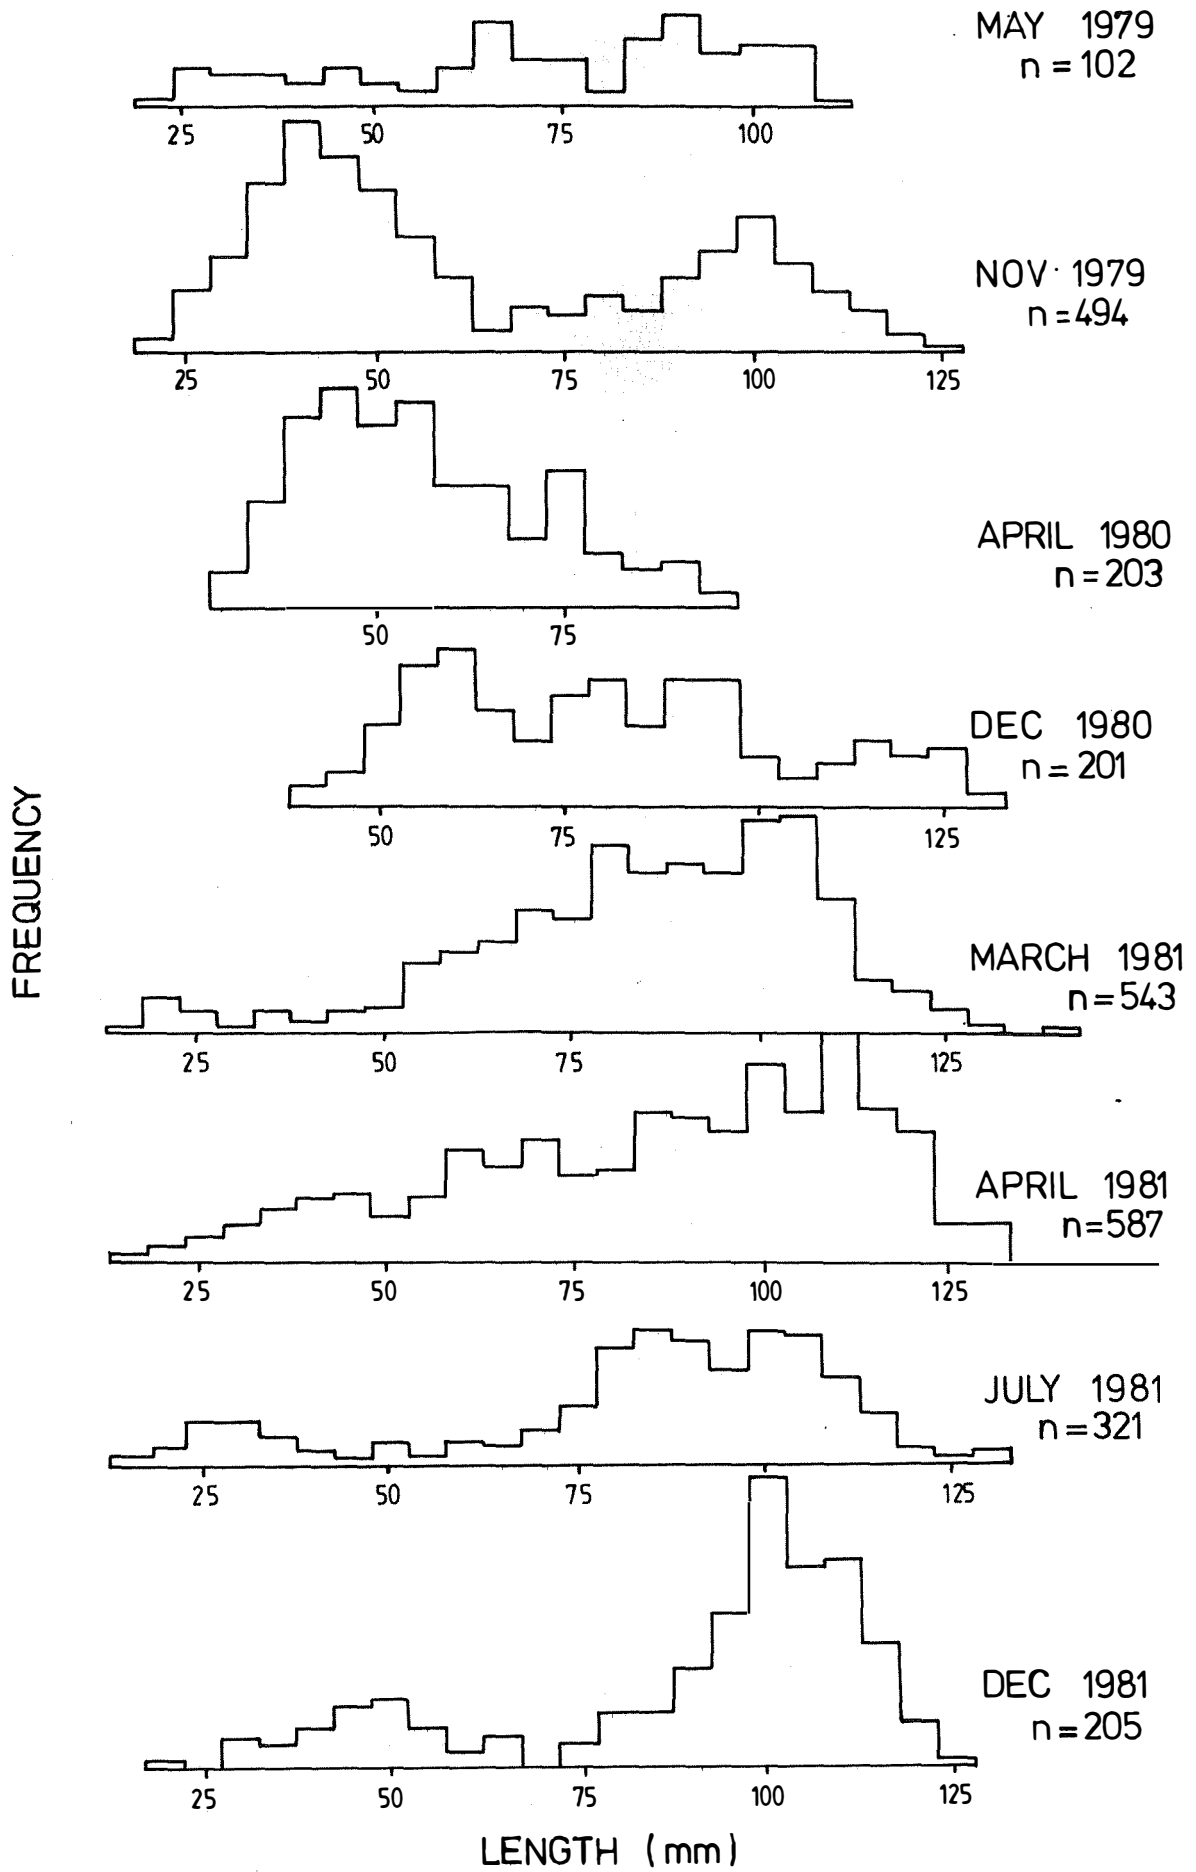 MAY 1979
n = 102
25 50 75 100
NOV 1979
n = 494
25 50 75 100 125
APRIL 1980
n = 203
50 75
DEC 1980
n = 201
50 75 125
FREQUENCY
MARCH 1981
n = 543
25 50 75 125
APRIL 1981
n = 587
25 50 75 100 125
JULY 1981
n = 321
25 50 75 125
DEC 1981
n = 205
25 50 75 100 125
LENGTH (mm)